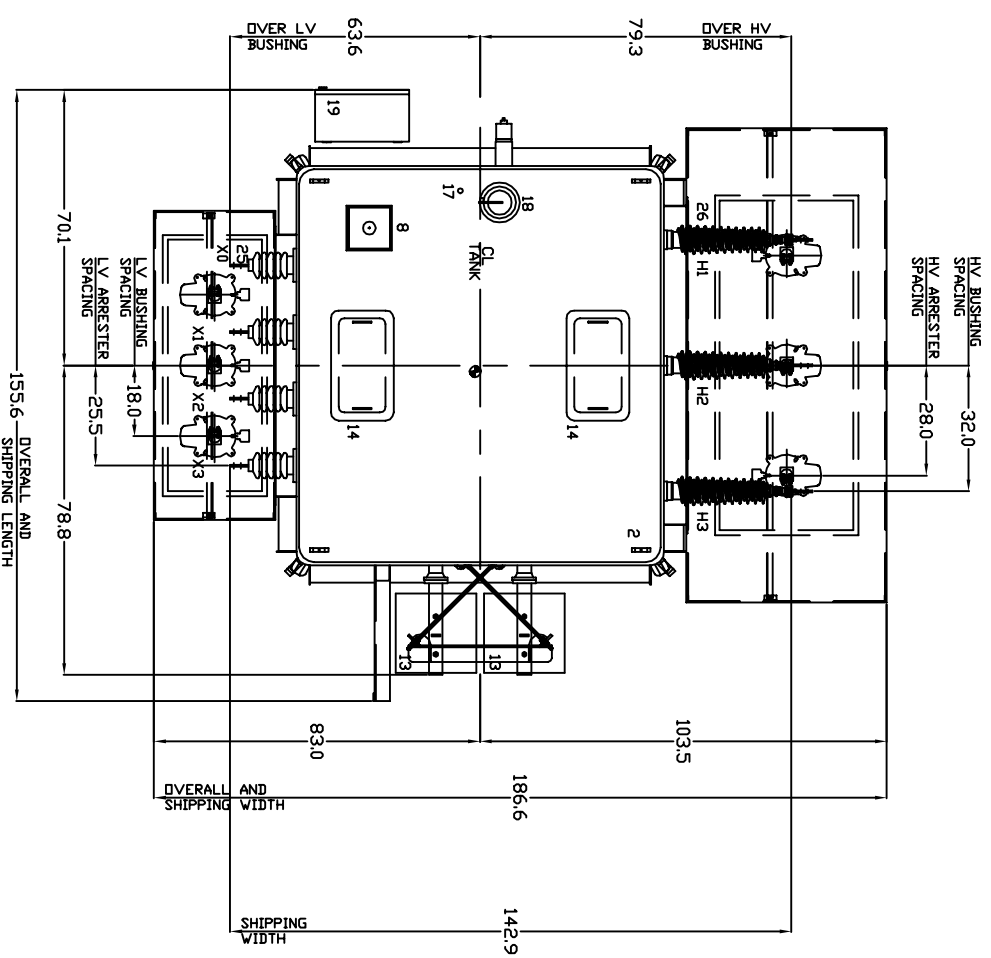 OVER LV
BUSHING
63.6
79.3
OVER HV
BUSHING
19
17
18
8
CL
TANK
26
H1
H2
H3
HV BUSHING
SPACING
32.0
HV ARRESTER
SPACING
28.0
25
X0
X1
X2
X3
LV BUSHING
SPACING
18.0
LV ARRESTER
SPACING
25.5
70.1
78.8
155.6
OVERALL AND
SHIPPING LENGTH
14
14
2
13
13
83.0
103.5
OVERALL AND
SHIPPING WIDTH
186.6
SHIPPING
WIDTH
142.9